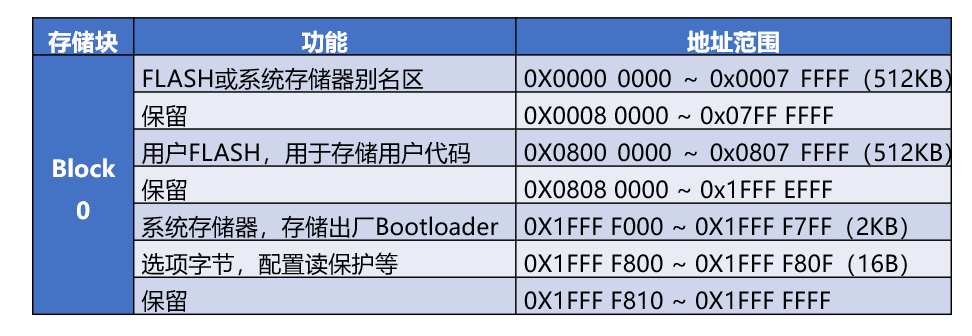 存储块 功能 地址范围
Block 0
FLASH或系统存储器别名区 0X0000 0000 ~ 0x0007 FFFF（512KB）
保留 0X0008 0000 ~ 0x07FF FFFF
用户FLASH，用于存储用户代码 0X0800 0000 ~ 0x0807 FFFF（512KB）
保留 0X0808 0000 ~ 0x1FFF EFFF
系统存储器，存储出厂Bootloader 0X1FFF F000 ~ 0X1FFF F7FF（2KB）
选项字节，配置读保护等 0X1FFF F800 ~ 0X1FFF F80F（16B）
保留 0X1FFF F810 ~ 0X1FFF FFFF